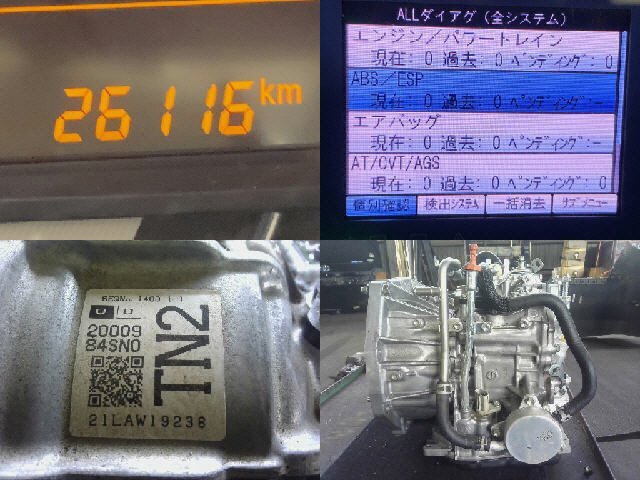 26116km
ALLダイアグ(全システム)
エンジン/パワートレイン
現在: 0 過去: 0 ペンディング: 0
ABS/ESP
現在: 0 過去: 0 ペンディング:-
エアバッグ
現在: 0 過去: 0 ペンディング:-
AT/CVT/AGS
現在: 0 過去: 0 ペンディング: 0
個別確認 検出システム 一括消去 サブメニュー
20009
84SN0
TN2
21LAW19238